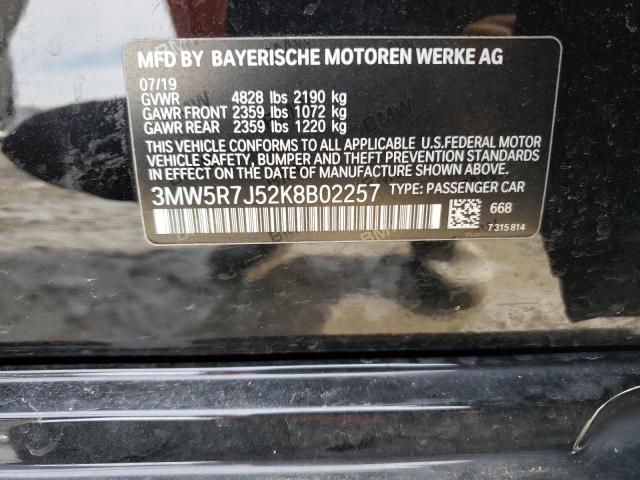 MFD BY BAYERISCHE MOTOREN WERKE AG
07/19
GVWR 4828 lbs 2190 kg
GAWR FRONT 2359 lbs 1072 kg
GAWR REAR 2359 lbs 1220 kg
THIS VEHICLE CONFORMS TO ALL APPLICABLE U.S.FEDERAL MOTOR
VEHICLE SAFETY, BUMPER AND THEFT PREVENTION STANDARDS
IN EFFECT ON THE DATE OF MANUFACTURE SHOWN ABOVE.
3MW5R7J52K8B02257 TYPE: PASSENGER CAR
668
7 315 814